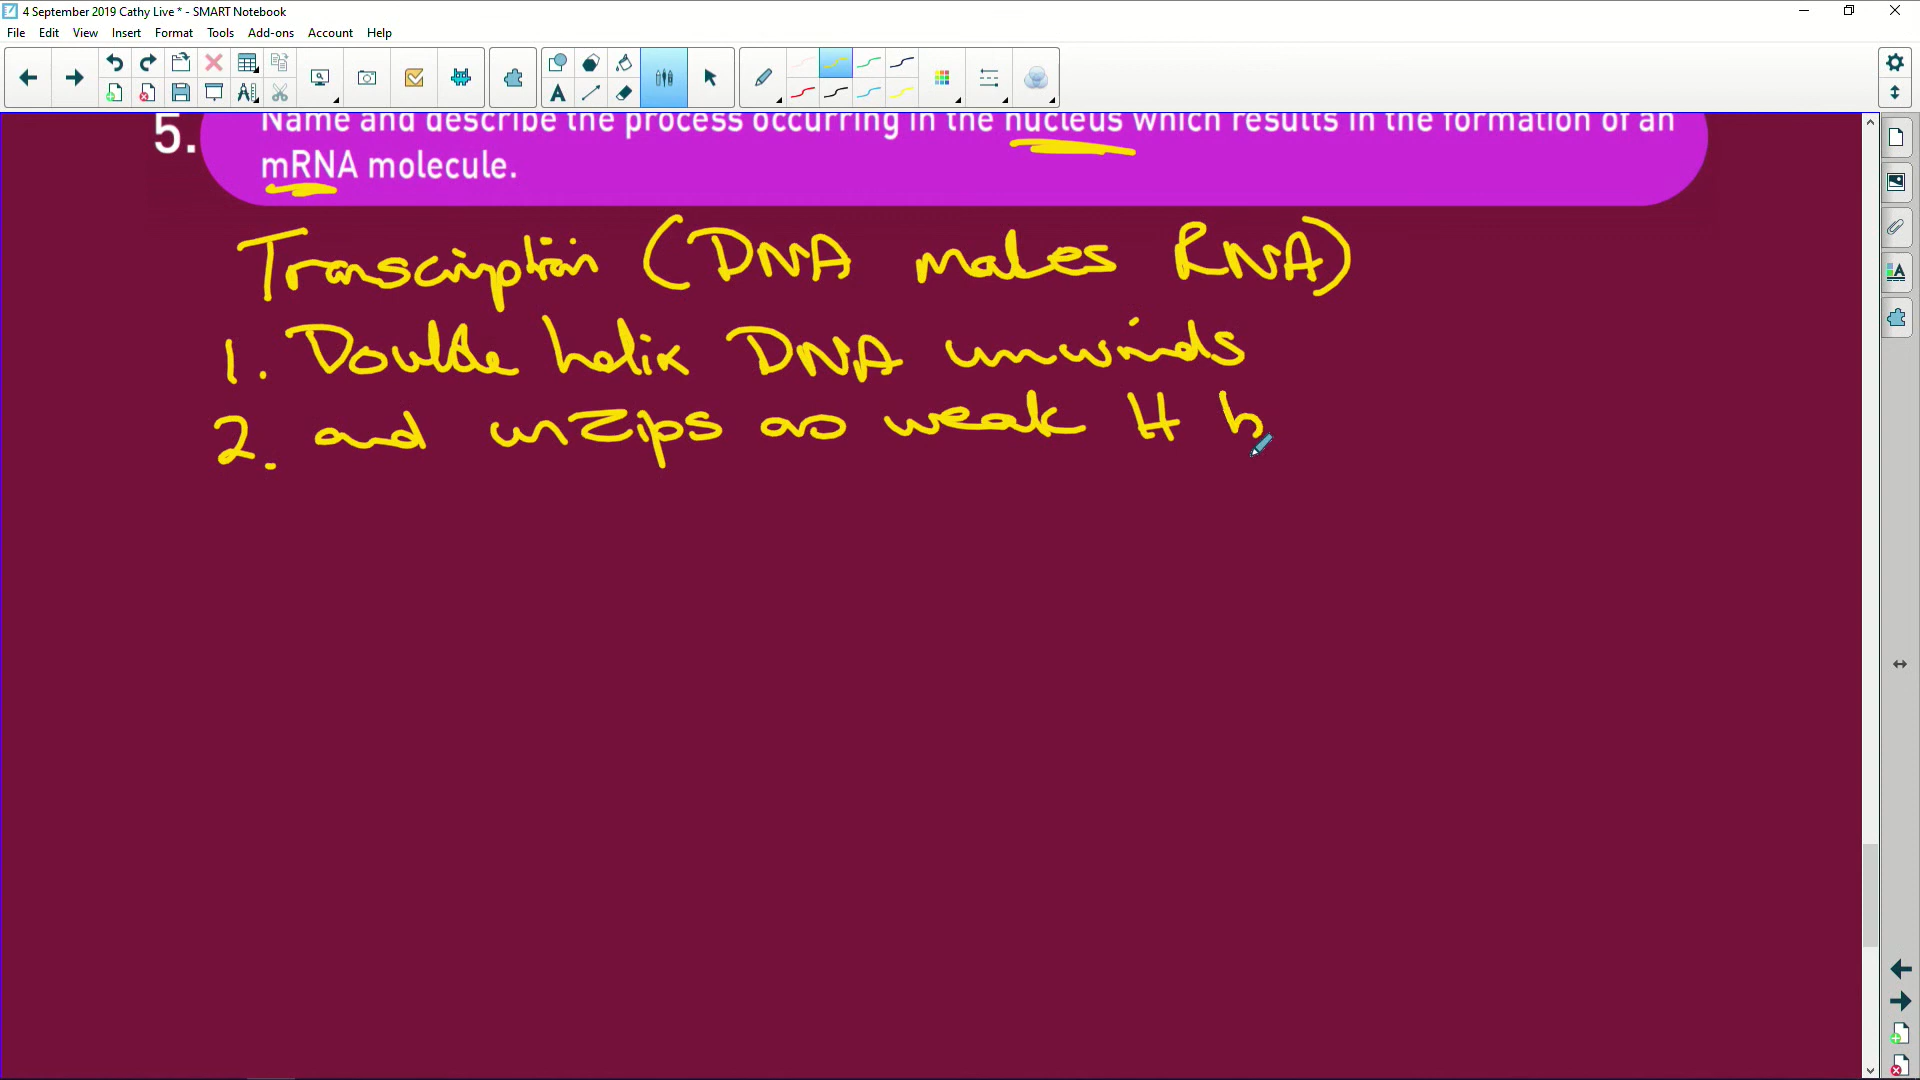 4 September 2019 Cathy Live * - SMART Notebook
File Edit View Insert Format Tools Add-ons Account Help
5. Name and describe the process occurring in the nucleus which results in the formation of an
mRNA molecule.
Transcription (DNA makes RNA)
1. Double helix DNA unwinds
2. and unzips as weak H b